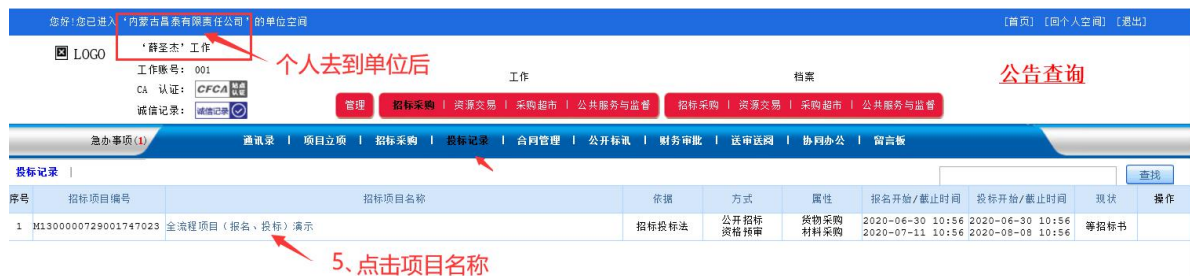 您好!您已进入‘内蒙古昌泰有限责任公司’的单位空间 [首页] [回个人空间] [退出]
LOGO ‘薛圣杰’工作
个人去到单位后
工作账号: 001
工作 档案 公告查询
CA 认证: CFCA
诚信记录: 诚信记录
管理 招标采购 | 资源交易 | 采购超市 | 公共服务与监督 招标采购 | 资源交易 | 采购超市 | 公共服务与监督
急办事项(1) 通讯录 | 项目立项 | 招标采购 | 投标记录 | 合同管理 | 公开标讯 | 财务审批 | 送审送阅 | 协同办公 | 留言板
投标记录 | 查找
序号 招标项目编号 招标项目名称 依据 方式 属性 报名开始/截止时间 投标开始/截止时间 现状 操作
1 M1300000729001747023 全流程项目(报名、投标)演示 招标投标法 公开招标 货物采购 2020-06-30 10:56 2020-06-30 10:56 等招标书
资格预审 材料采购 2020-07-11 10:56 2020-08-08 10:56
5、点击项目名称